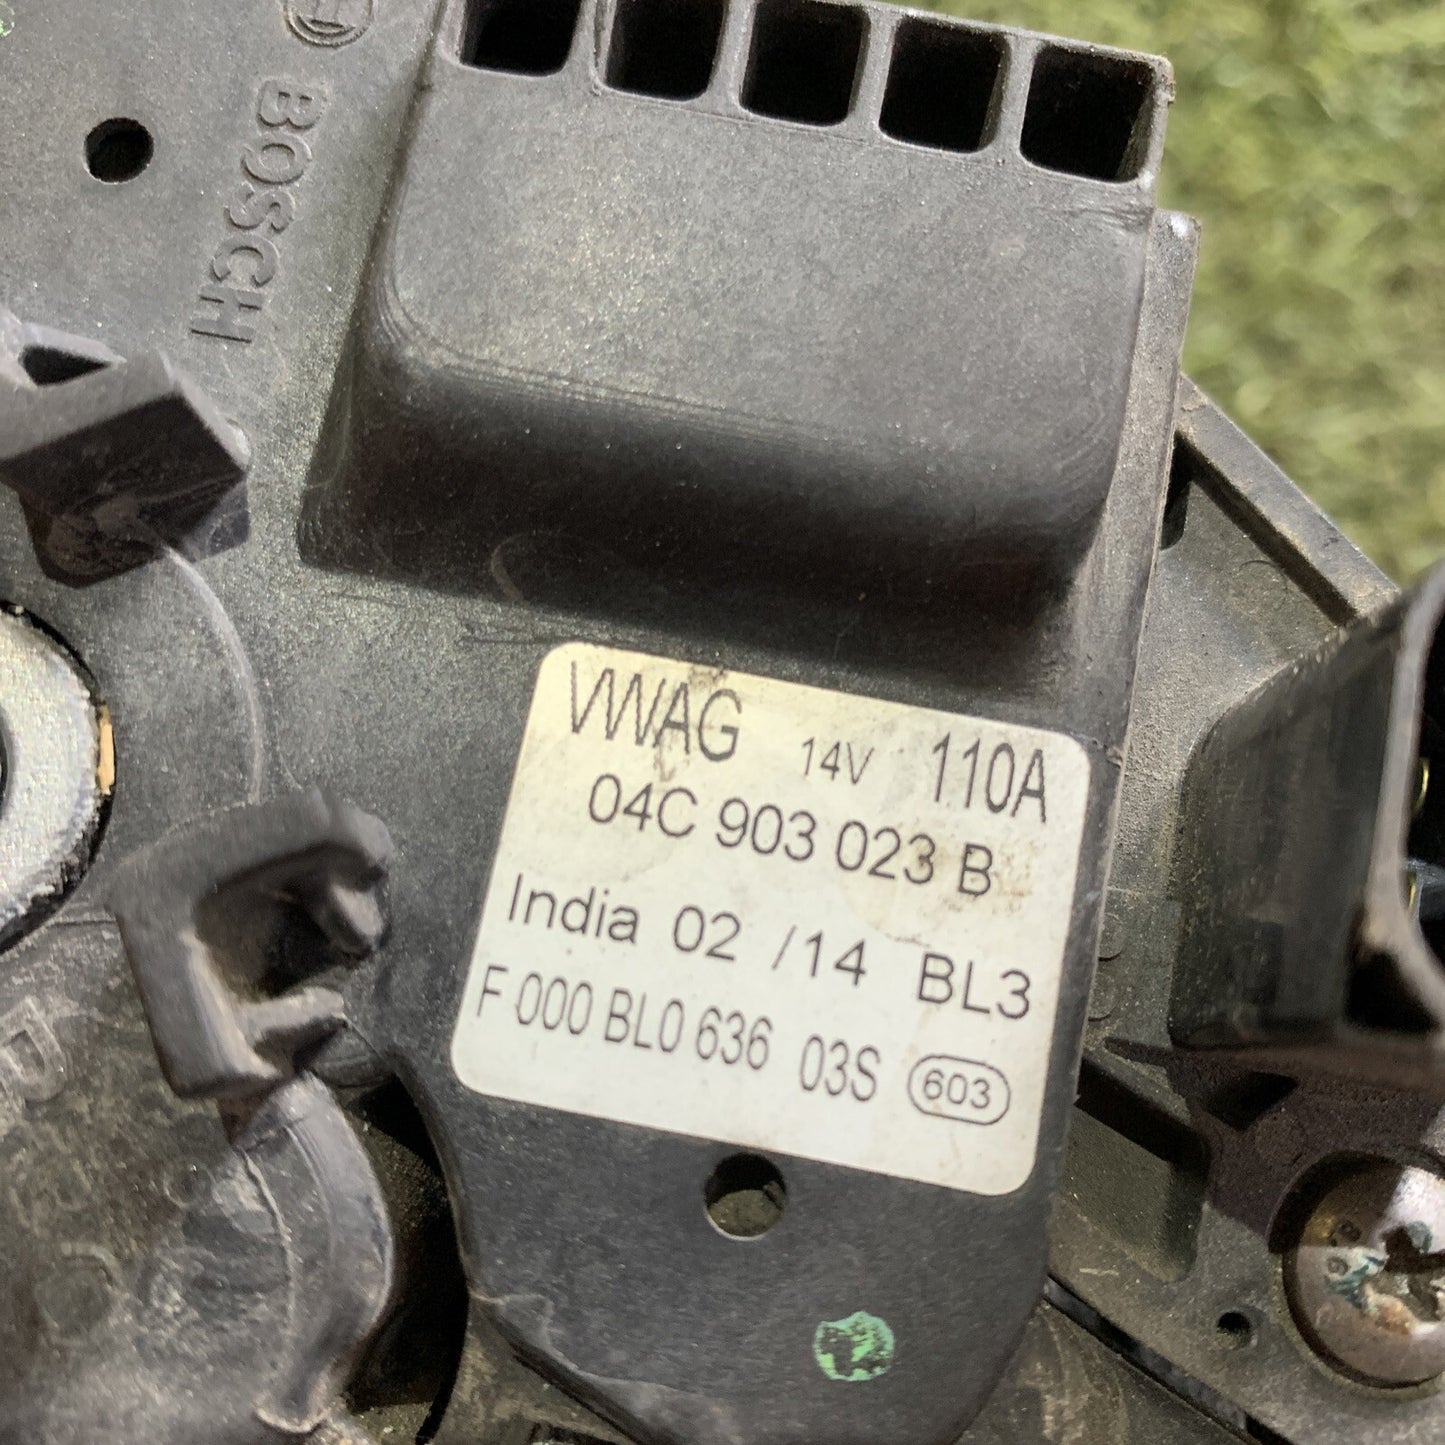 BOSCH
VWAG 14V 110A
04C 903 023 B
India 02 /14 BL3
F 000 BL0 636 03S 603